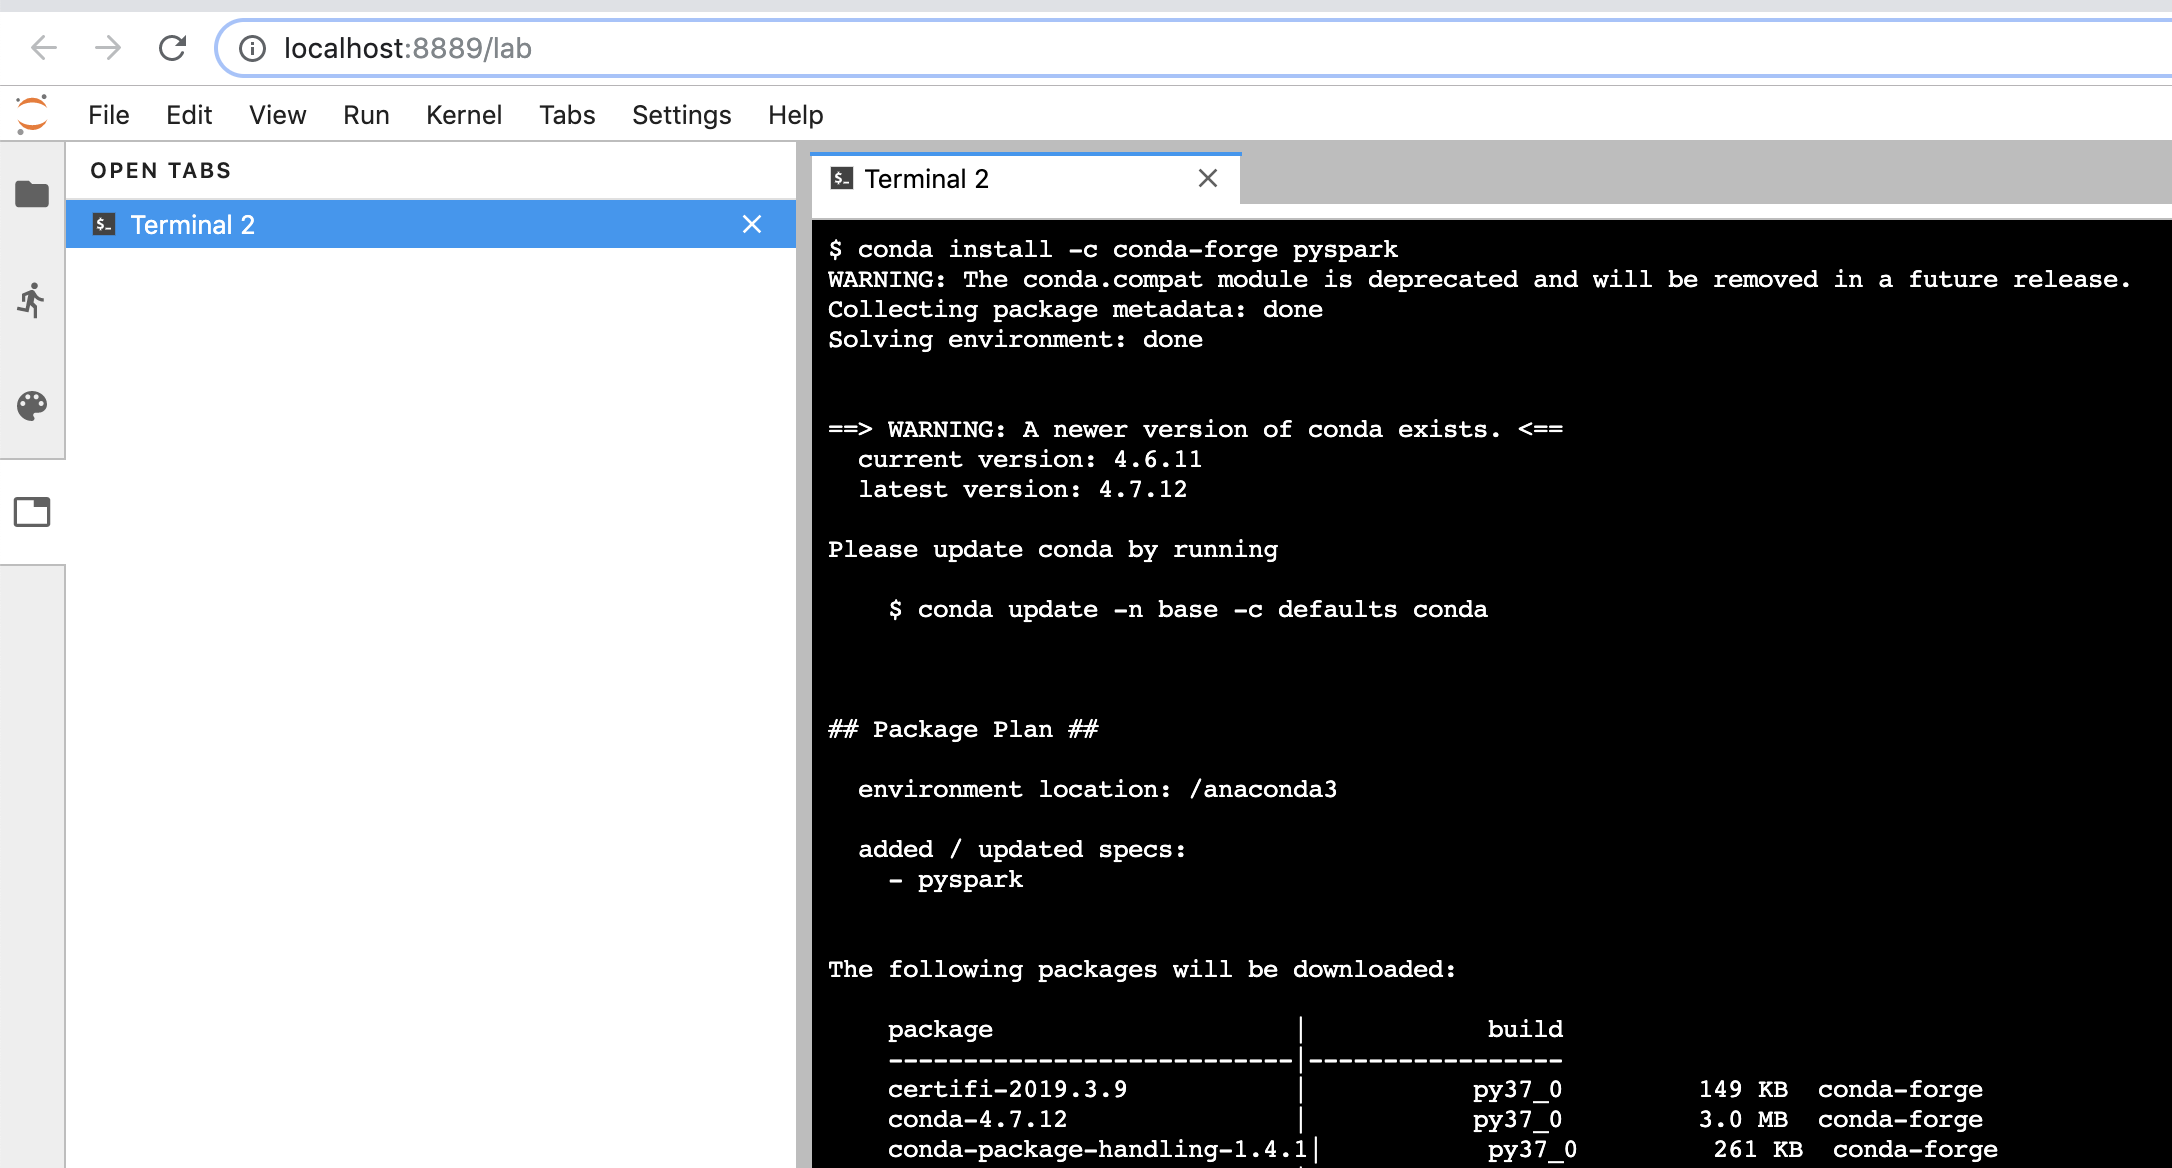 localhost:8889/lab
File Edit View Run Kernel Tabs Settings Help
OPEN TABS
$_ Terminal 2
$_ Terminal 2
$ conda install -c conda-forge pyspark
WARNING: The conda.compat module is deprecated and will be removed in a future release.
Collecting package metadata: done
Solving environment: done
==> WARNING: A newer version of conda exists. <==
current version: 4.6.11
latest version: 4.7.12
Please update conda by running
$ conda update -n base -c defaults conda
## Package Plan ##
environment location: /anaconda3
added / updated specs:
- pyspark
The following packages will be downloaded:
package | build
---------------------------|-----------------
certifi-2019.3.9 | py37_0 149 KB conda-forge
conda-4.7.12 | py37_0 3.0 MB conda-forge
conda-package-handling-1.4.1| py37_0 261 KB conda-forge